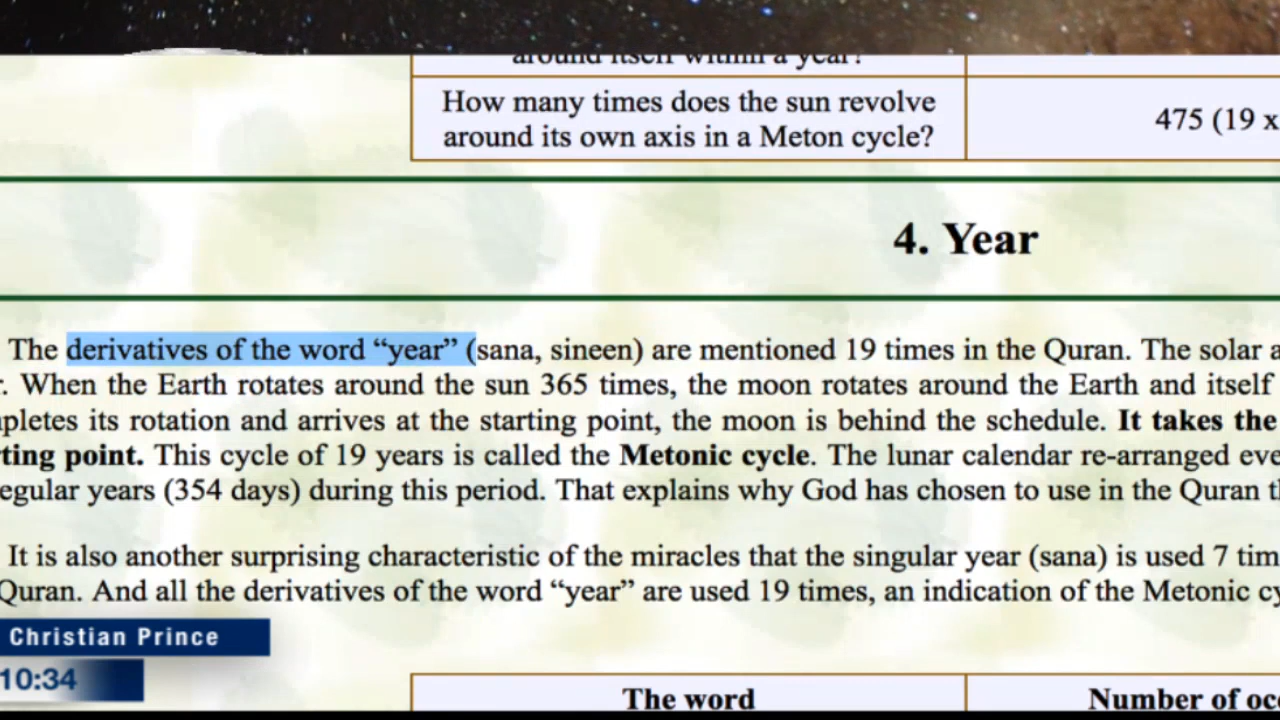 around itself within a year?
How many times does the sun revolve
around its own axis in a Meton cycle?
475 (19 x
4. Year
The derivatives of the word “year” (sana, sineen) are mentioned 19 times in the Quran. The solar a
r. When the Earth rotates around the sun 365 times, the moon rotates around the Earth and itself
pletes its rotation and arrives at the starting point, the moon is behind the schedule. It takes the
ting point. This cycle of 19 years is called the Metonic cycle. The lunar calendar re-arranged eve
egular years (354 days) during this period. That explains why God has chosen to use in the Quran t
It is also another surprising characteristic of the miracles that the singular year (sana) is used 7 tim
Quran. And all the derivatives of the word “year” are used 19 times, an indication of the Metonic cy
Christian Prince
10:34
The word
Number of occ